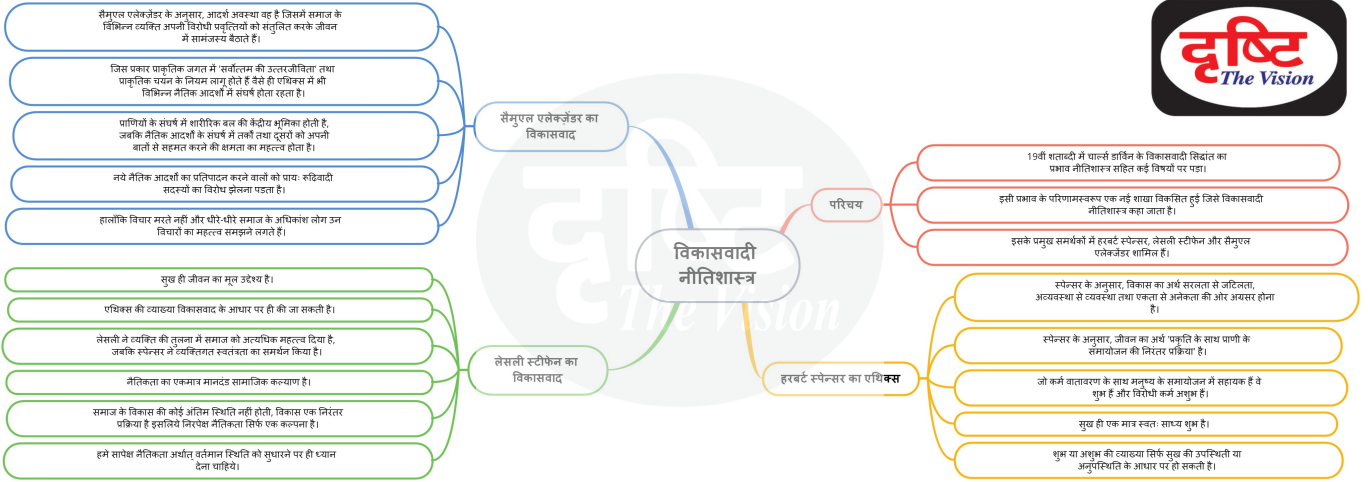 दृष्टि
The Vision
विकासवादी
नीतिशास्त्र
परिचय
19वीं शताब्दी में चार्ल्स डार्विन के विकासवादी सिद्धांत का
प्रभाव नीतिशास्त्र सहित कई विषयों पर पड़ा।
इसी प्रभाव के परिणामस्वरूप एक नई शाखा विकसित हुई जिसे विकासवादी
नीतिशास्त्र कहा जाता है।
इसके प्रमुख समर्थकों में हरबर्ट स्पेन्सर, लेसली स्टीफेन और सैमुएल
एलेक्जेंडर शामिल हैं।
हरबर्ट स्पेन्सर का एथिक्स
स्पेन्सर के अनुसार, विकास का अर्थ सरलता से जटिलता,
अव्यवस्था से व्यवस्था तथा एकता से अनेकता की ओर अग्रसर होना
है।
स्पेन्सर के अनुसार, जीवन का अर्थ 'प्रकृति के साथ प्राणी के
समायोजन की निरंतर प्रक्रिया' है।
जो कर्म वातावरण के साथ मनुष्य के समायोजन में सहायक हैं वे
शुभ हैं और विरोधी कर्म अशुभ हैं।
सुख ही एक मात्र स्वतः साध्य शुभ है।
शुभ या अशुभ की व्याख्या सिर्फ सुख की उपस्थिती या
अनुपस्थिति के आधार पर हो सकती है।
सैमुएल एलेक्ज़ेंडर का
विकासवाद
सैमुएल एलेक्ज़ेंडर के अनुसार, आदर्श अवस्था वह है जिसमें समाज के
विभिन्न व्यक्ति अपनी विरोधी प्रवृत्तियों को संतुलित करके जीवन
में सामंजस्य बैठाते हैं।
जिस प्रकार प्राकृतिक जगत में 'सर्वोत्तम की उत्तरजीविता' तथा
प्राकृतिक चयन के नियम लागू होते हैं वैसे ही एथिक्स में भी
विभिन्न नैतिक आदर्शों में संघर्ष होता रहता है।
प्राणियों के संघर्ष में शारीरिक बल की केंद्रीय भूमिका होती है,
जबकि नैतिक आदर्शों के संघर्ष में तर्कों तथा दूसरों को अपनी
बातों से सहमत करने की क्षमता का महत्त्व होता है।
नये नैतिक आदर्शों का प्रतिपादन करने वालों को प्रायः रूढ़िवादी
सदस्यों का विरोध झेलना पडता है।
हालाँकि विचार मरते नहीं और धीरे-धीरे समाज के अधिकांश लोग उन
विचारों का महत्त्व समझने लगते हैं।
लेसली स्टीफेन का
विकासवाद
सुख ही जीवन का मूल उद्देश्य है।
एथिक्स की व्याख्या विकासवाद के आधार पर ही की जा सकती है।
लेसली ने व्यक्ति की तुलना में समाज को अत्यधिक महत्त्व दिया है,
जबकि स्पेन्सर ने व्यक्तिगत स्वतंत्रता का समर्थन किया है।
नैतिकता का एकमात्र मानदंड सामाजिक कल्याण है।
समाज के विकास की कोई अंतिम स्थिति नहीं होती, विकास एक निरंतर
प्रक्रिया है इसलिये निरपेक्ष नैतिकता सिर्फ एक कल्पना है।
हमें सापेक्ष नैतिकता अर्थात् वर्तमान स्थिति को सुधारने पर ही ध्यान
देना चाहिये।
दृष्टि
The Vision